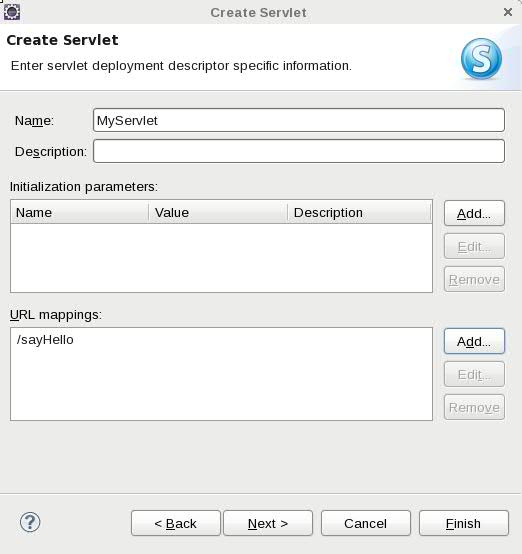 Create Servlet
Create Servlet
Enter servlet deployment descriptor specific information.
S
Name: MyServlet
Description:
Initialization parameters:
Name Value Description
Add...
Edit...
Remove
URL mappings:
/sayHello
Add...
Edit...
Remove
? < Back Next > Cancel Finish